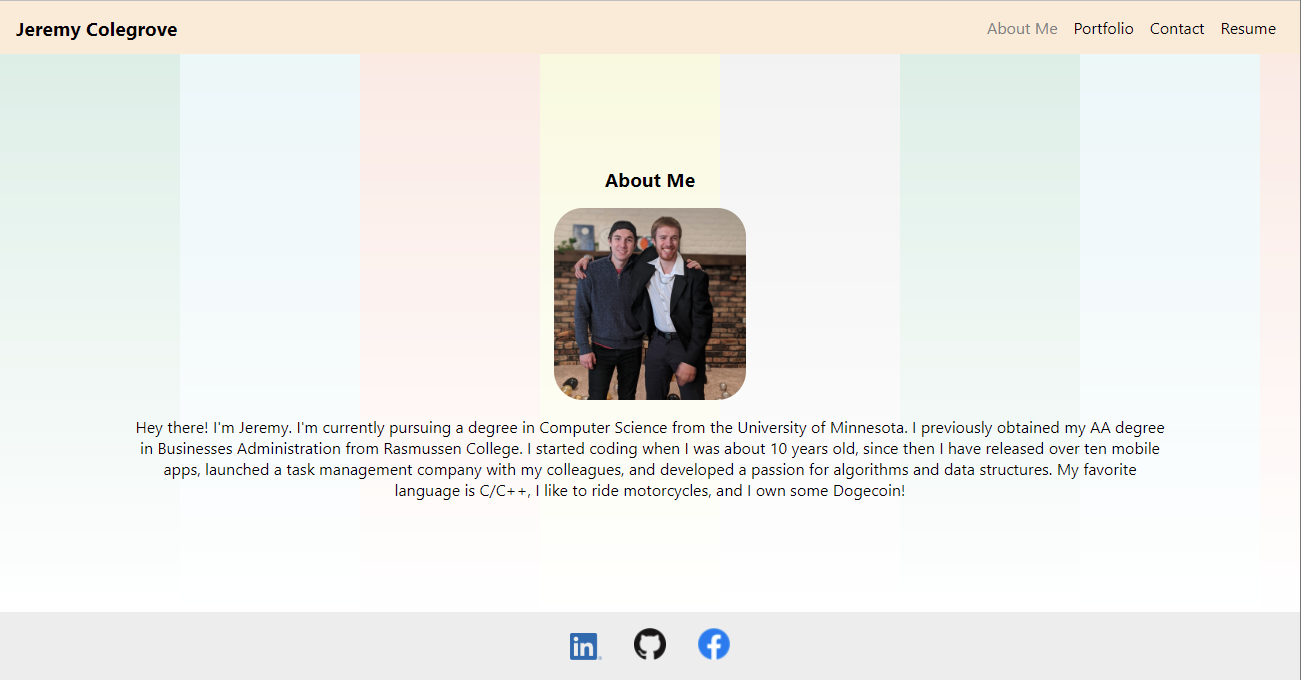 Jeremy Colegrove
About Me Portfolio Contact Resume
About Me
Hey there! I'm Jeremy. I'm currently pursuing a degree in Computer Science from the University of Minnesota. I previously obtained my AA degree
in Businesses Administration from Rasmussen College. I started coding when I was about 10 years old, since then I have released over ten mobile
apps, launched a task management company with my colleagues, and developed a passion for algorithms and data structures. My favorite
language is C/C++, I like to ride motorcycles, and I own some Dogecoin!
in